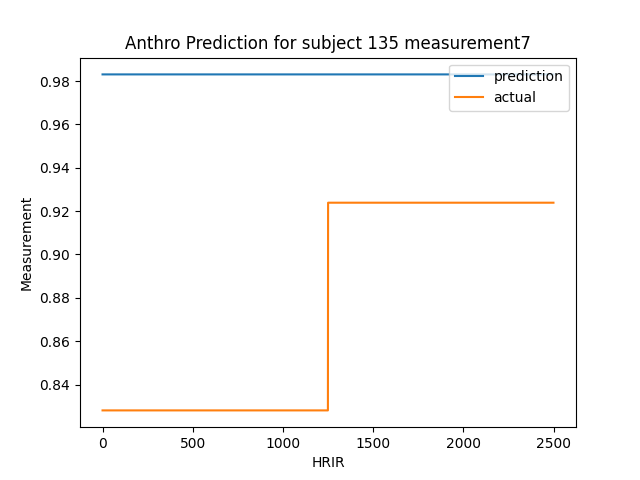 Anthro Prediction for subject 135 measurement7
prediction
actual
0.98
0.96
0.94
0.92
0.90
0.88
0.86
0.84
Measurement
0
500
1000
1500
2000
2500
HRIR